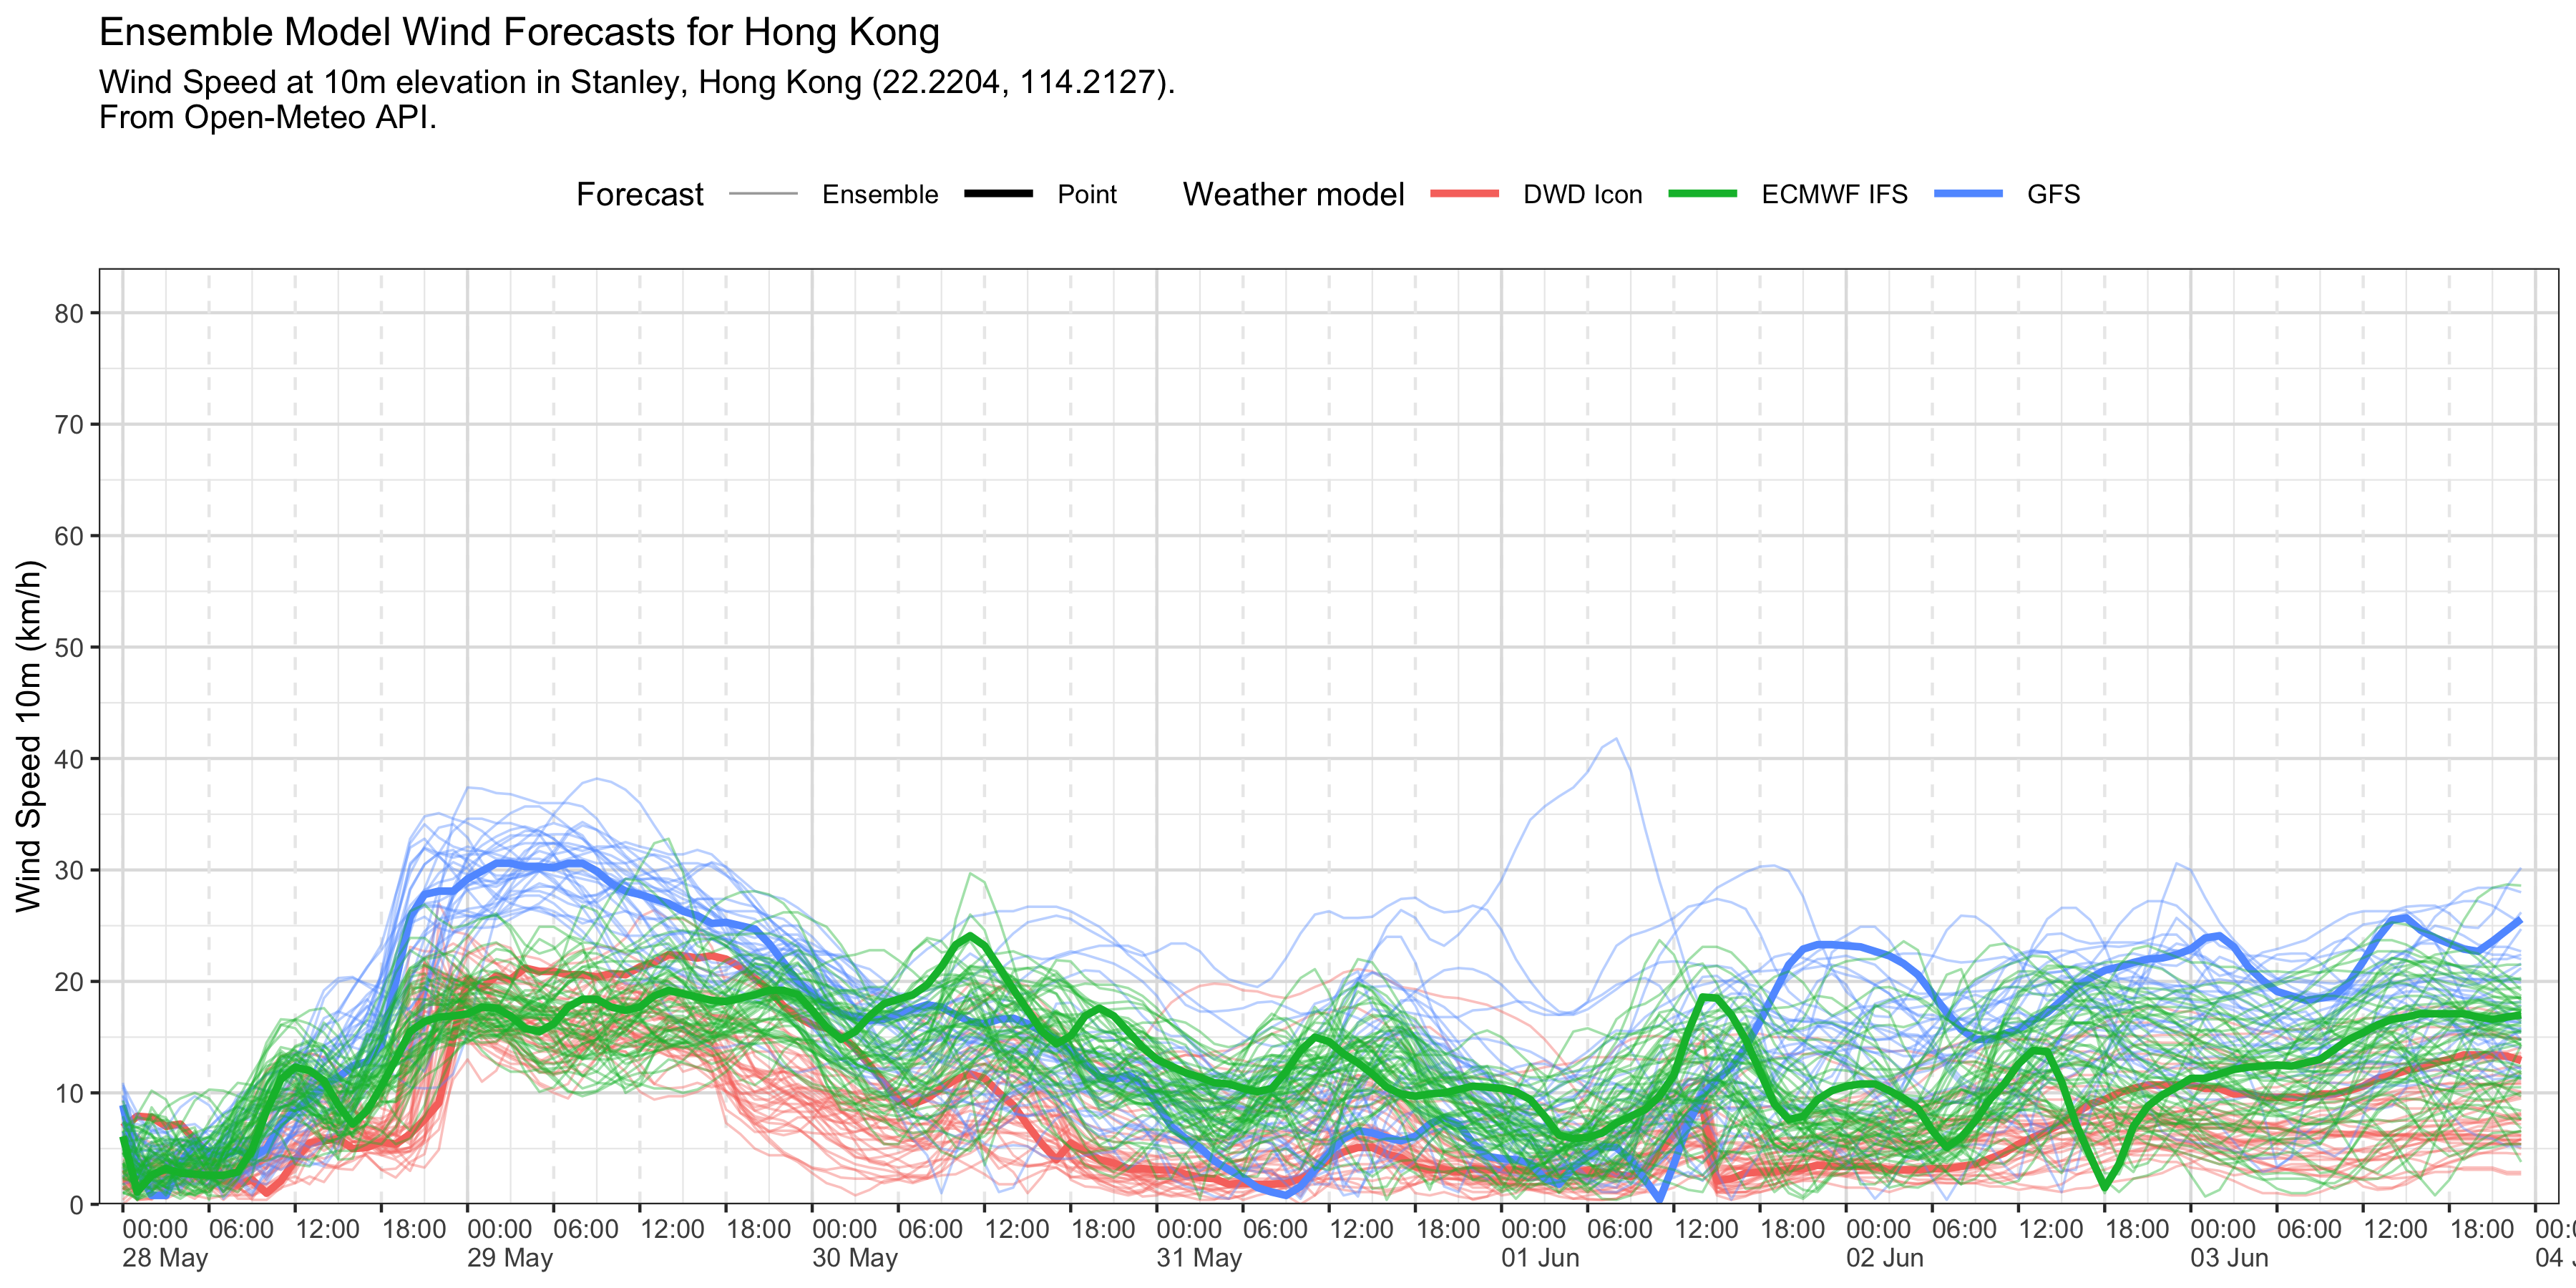 Ensemble Model Wind Forecasts for Hong Kong
Wind Speed at 10m elevation in Stanley, Hong Kong (22.2204, 114.2127).
From Open-Meteo API.
Forecast Ensemble Point Weather model DWD Icon ECMWF IFS GFS
Wind Speed 10m (km/h)
80
70
60
50
40
30
20
10
0
00:00 06:00 12:00 18:00 00:00 06:00 12:00 18:00 00:00 06:00 12:00 18:00 00:00 06:00 12:00 18:00 00:00 06:00 12:00 18:00 00:00 06:00 12:00 18:00 00:00 06:00 12:00 18:00
28 May 29 May 30 May 31 May 01 Jun 02 Jun 03 Jun 04